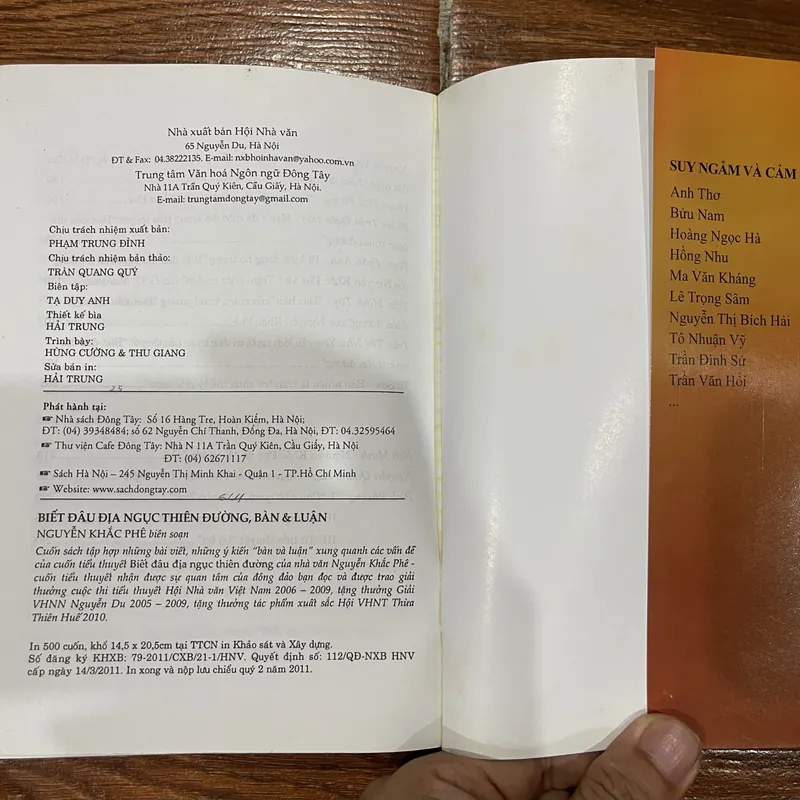 Nhà xuất bản Hội Nhà văn
65 Nguyễn Du, Hà Nội
ĐT & Fax: 04.38222135. E-mail: nxbhoinhavan@yahoo.com.vn
Trung tâm Văn hoá Ngôn ngữ Đông Tây
Nhà 11A Trần Quý Kiên, Cầu Giấy, Hà Nội.
E-mail: trungtamdongtay@gmail.com
Chịu trách nhiệm xuất bản:
PHẠM TRUNG ĐỈNH
Chịu trách nhiệm bản thảo:
TRẦN QUANG QUÝ
Biên tập:
TẠ DUY ANH
Thiết kế bìa
HẢI TRUNG
Trình bày:
HÙNG CƯỜNG & THU GIANG
Sửa bản in:
HẢI TRUNG
25
Phát hành tại:
☞ Nhà sách Đông Tây: Số 16 Hàng Tre, Hoàn Kiếm, Hà Nội;
ĐT: (04) 39348484; số 62 Nguyễn Chí Thanh, Đống Đa, Hà Nội, ĐT: 04.32595464
☞ Thư viện Cafe Đông Tây: Nhà N 11A Trần Quý Kiên, Cầu Giấy, Hà Nội
ĐT: (04) 62671117
☞ Sách Hà Nội – 245 Nguyễn Thị Minh Khai - Quận 1 - TP.Hồ Chí Minh
☞ Website: www.sachdongtay.com
BIẾT ĐÂU ĐỊA NGỤC THIÊN ĐƯỜNG, BÀN & LUẬN
NGUYỄN KHẮC PHÊ biên soạn
Cuốn sách tập hợp những bài viết, những ý kiến “bàn và luận” xung quanh các vấn đề
của cuốn tiểu thuyết Biết đâu địa ngục thiên đường của nhà văn Nguyễn Khắc Phê -
cuốn tiểu thuyết nhận được sự quan tâm của đông đảo bạn đọc và được trao giải
thưởng cuộc thi tiểu thuyết Hội Nhà văn Việt Nam 2006 – 2009, tặng thưởng Giải
VHNN Nguyễn Du 2005 – 2009, tặng thưởng tác phẩm xuất sắc Hội VHNT Thừa
Thiên Huế 2010.
In 500 cuốn, khổ 14,5 x 20,5cm tại TTCN in Khảo sát và Xây dựng.
Số đăng ký KHXB: 79-2011/CXB/21-1/HNV. Quyết định số: 112/QĐ-NXB HNV
cấp ngày 14/3/2011. In xong và nộp lưu chiểu quý 2 năm 2011.
SUY NGẪM VÀ CẢM
Anh Thơ
Bửu Nam
Hoàng Ngọc Hà
Hồng Nhu
Ma Văn Kháng
Lê Trọng Sâm
Nguyễn Thị Bích Hải
Tô Nhuận Vỹ
Trần Đình Sử
Trần Văn Hối
...